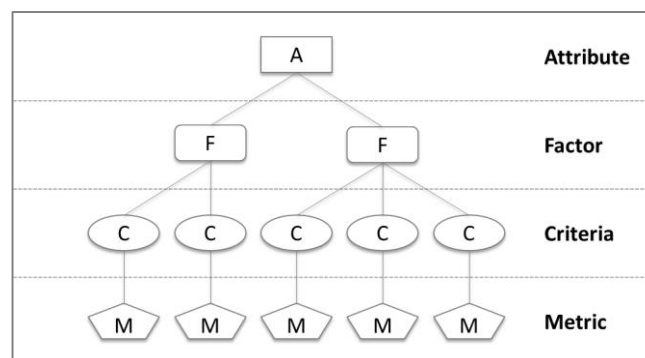 A Attribute
F F Factor
C C C C C Criteria
M M M M M Metric